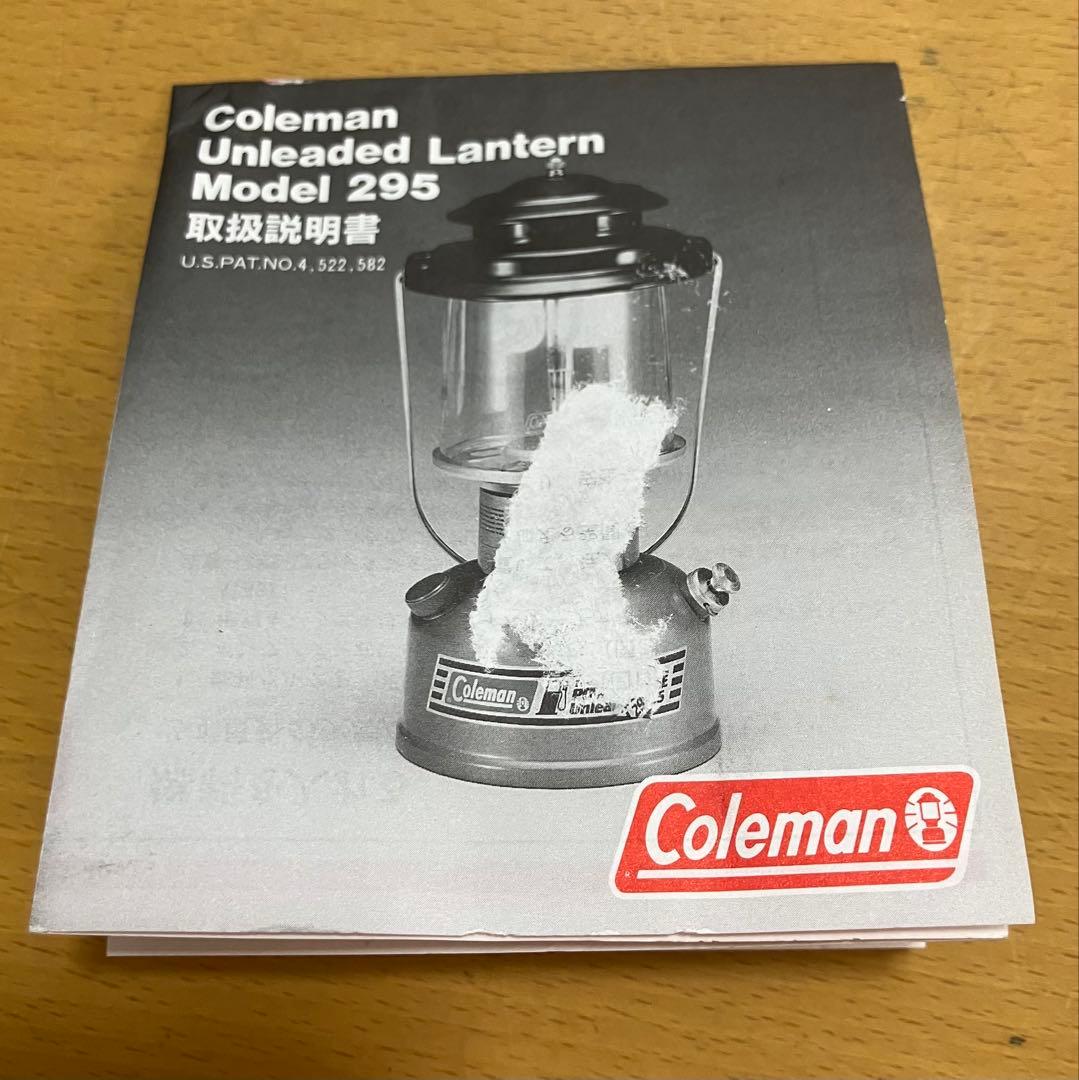 Coleman
Unleaded Lantern
Model 295
取扱説明書
U.S.PAT.NO.4,522,582
Coleman
Coleman